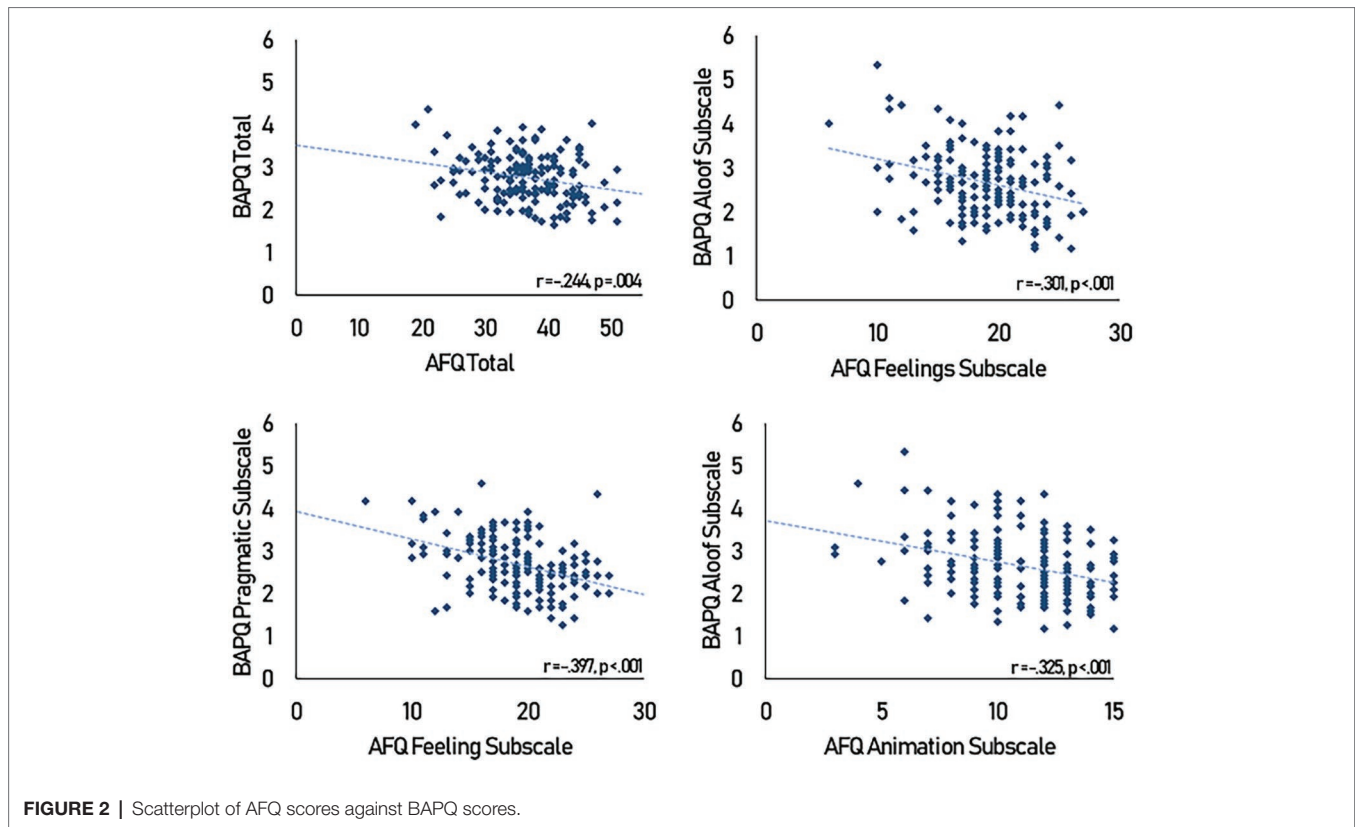 6
5
4
3
2
1
0
BAPQ Total
r=-.244, p=.004
0 10 20 30 40 50
AFQ Total
6
5
4
3
2
1
0
BAPQ Aloof Subscale
r=-.301, p<.001
0 10 20 30
AFQ Feelings Subscale
6
5
4
3
2
1
0
BAPQ Pragmatic Subscale
r=-.397, p<.001
0 10 20 30
AFQ Feeling Subscale
6
5
4
3
2
1
0
BAPQ Aloof Subscale
r=-.325, p<.001
0 5 10 15
AFQ Animation Subscale
FIGURE 2 | Scatterplot of AFQ scores against BAPQ scores.